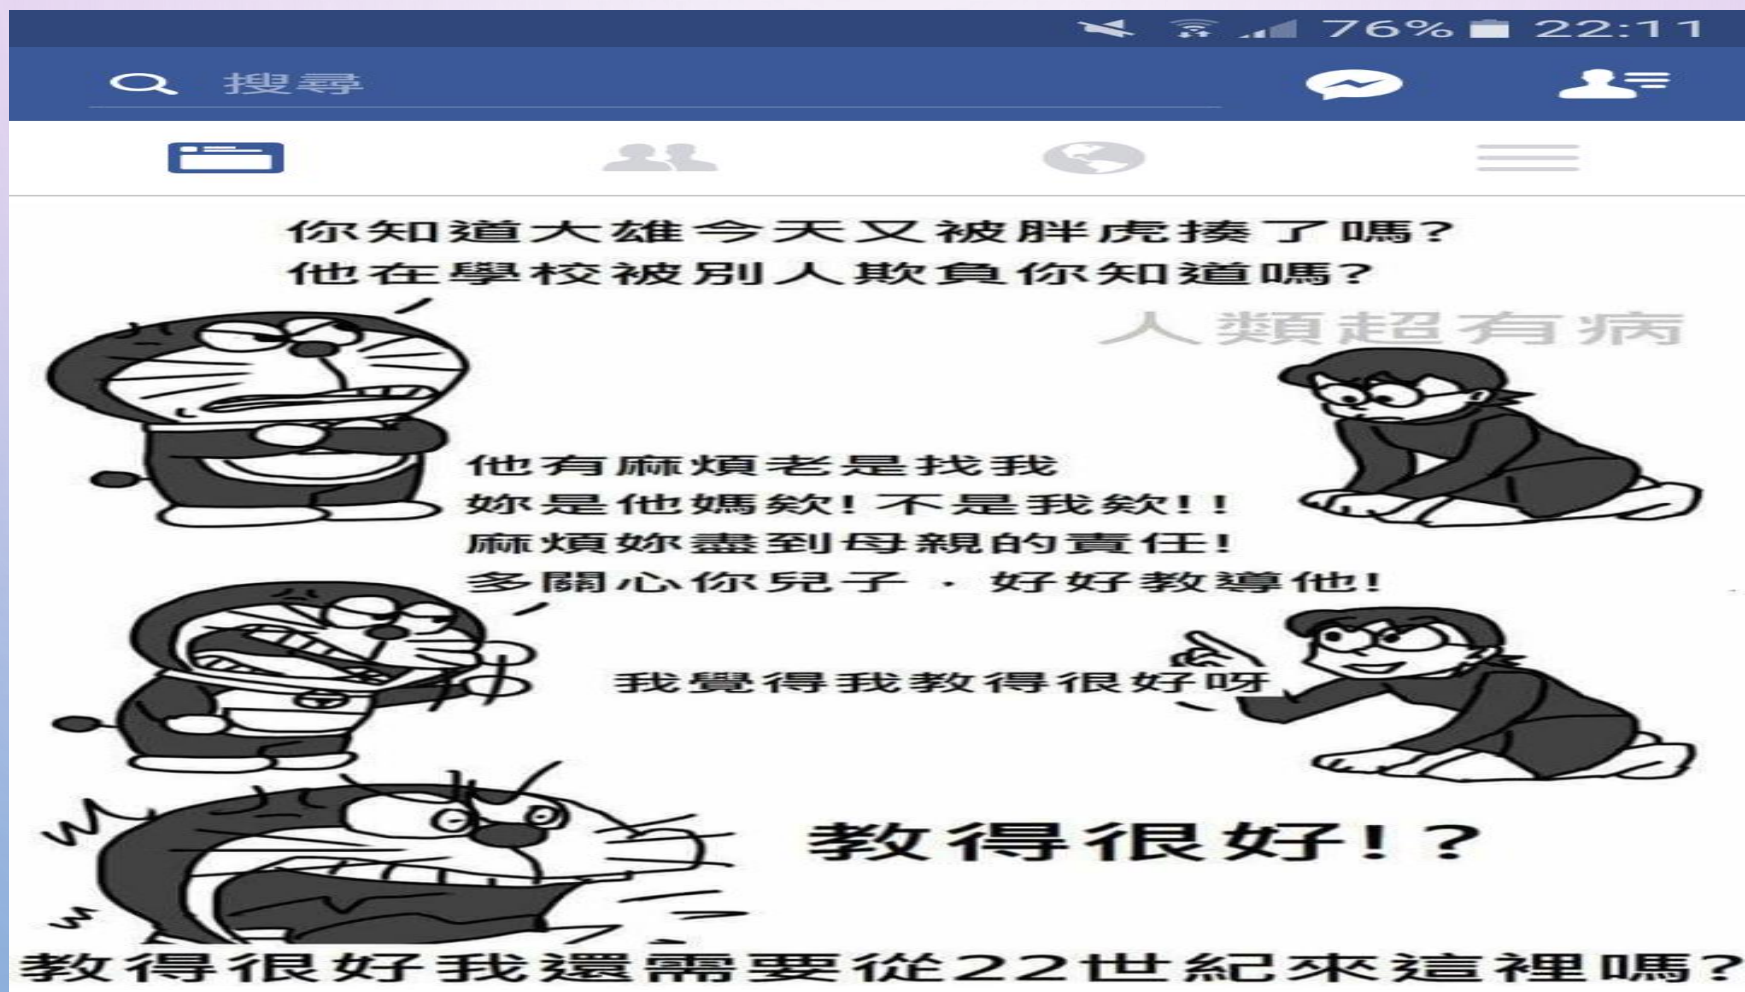 76% 22:11
搜尋
你知道大雄今天又被胖虎揍了嗎?
他在學校被別人欺負你知道嗎?
人類超有病
他有麻煩老是找我
妳是他媽欸!不是我欸!!
麻煩妳盡到母親的責任!
多關心你兒子,好好教導他!
我覺得我教得很好呀
教得很好!?
教得很好我還需要從22世紀來這裡嗎?